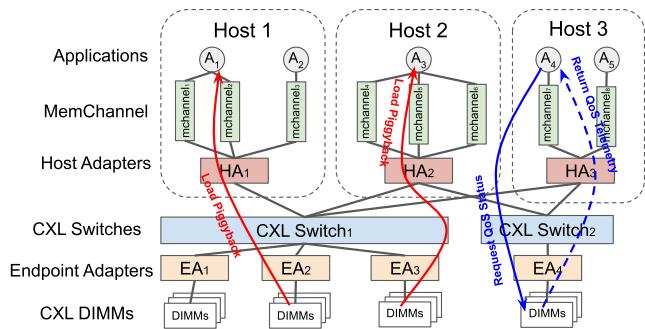 Host 1
Host 2
Host 3
Applications
A1
A2
A3
A4
A5
MemChannel
mchannel1
mchannel2
mchannel3
mchannel4
mchannel5
mchannel6
mchannel7
mchannel8
Load Piggyback
Return QoS Telemetry
Host Adapters
HA1
HA2
HA3
Load Piggyback
Request QoS Status
CXL Switches
CXL Switch1
CXL Switch2
Endpoint Adapters
EA1
EA2
EA3
EA4
CXL DIMMs
DIMMs
DIMMs
DIMMs
DIMMs